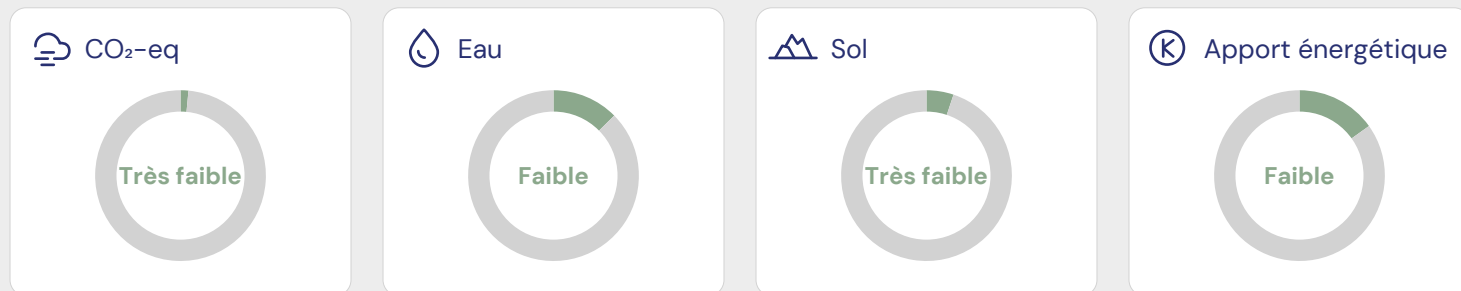 CO₂-eq
Très faible
Eau
Faible
Sol
Très faible
Apport énergétique
Faible